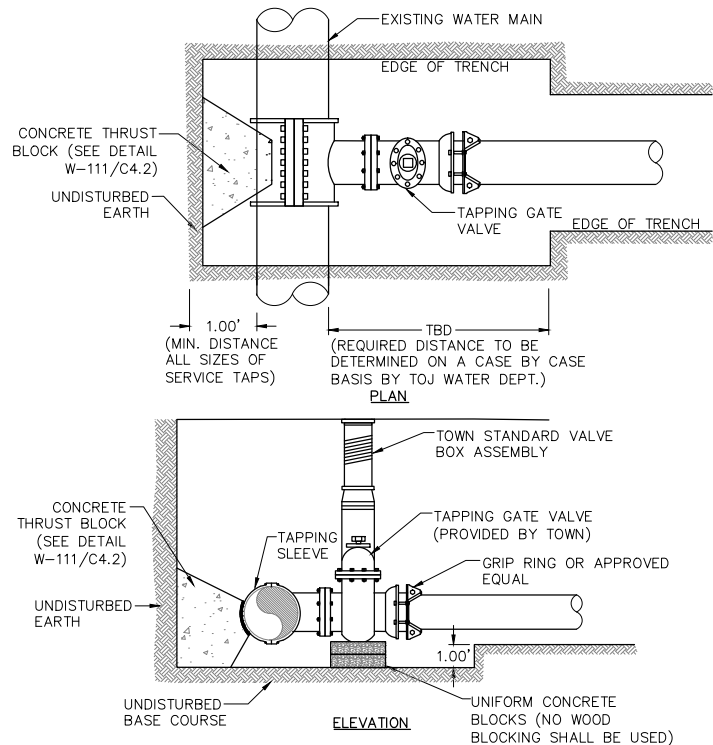 EXISTING WATER MAIN
EDGE OF TRENCH
CONCRETE THRUST
BLOCK (SEE DETAIL
W-111/C4.2)
UNDISTURBED
EARTH
TAPPING GATE
VALVE
EDGE OF TRENCH
1.00'
(MIN. DISTANCE
ALL SIZES OF
SERVICE TAPS)
TBD
(REQUIRED DISTANCE TO BE
DETERMINED ON A CASE BY CASE
BASIS BY TOJ WATER DEPT.)
PLAN
TOWN STANDARD VALVE
BOX ASSEMBLY
CONCRETE
THRUST BLOCK
(SEE DETAIL
W-111/C4.2)
TAPPING
SLEEVE
TAPPING GATE VALVE
(PROVIDED BY TOWN)
GRIP RING OR APPROVED
EQUAL
UNDISTURBED
EARTH
1.00'
UNDISTURBED
BASE COURSE
ELEVATION
UNIFORM CONCRETE
BLOCKS (NO WOOD
BLOCKING SHALL BE USED)